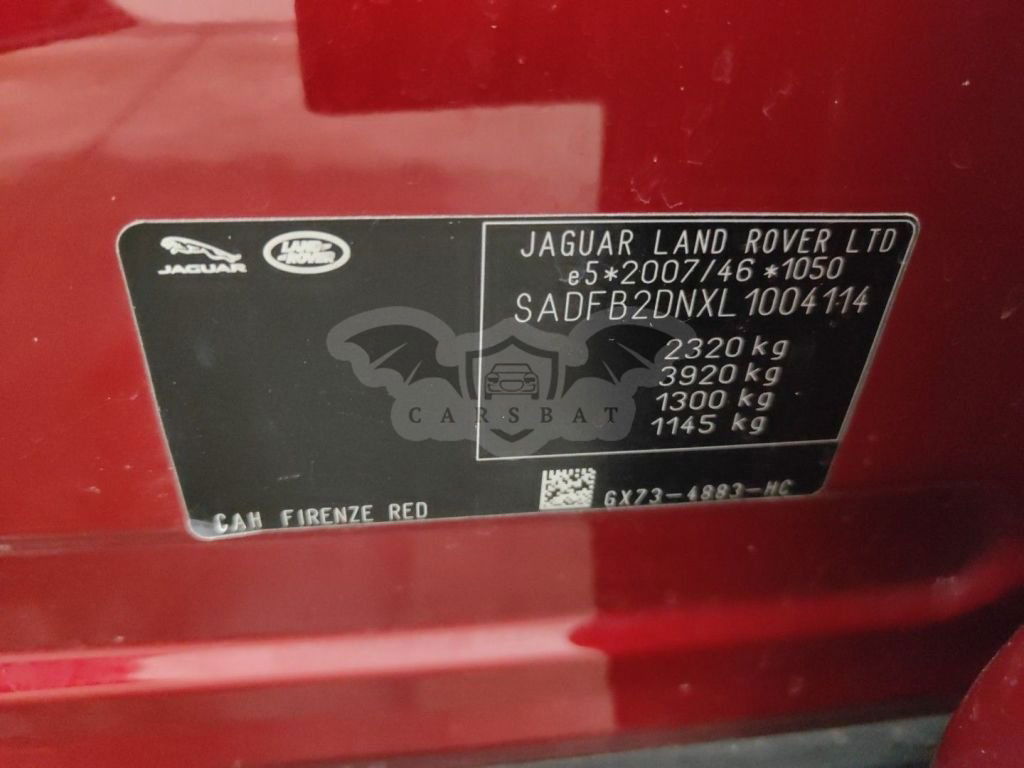 JAGUAR
LAND ROVER
JAGUAR LAND ROVER LTD
e5*2007/46 *1050
SADFB2DNXL1004114
2320 kg
3920 kg
1300 kg
1145 kg
CARSBAT
CAH FIRENZE RED
GX73-4883-HC